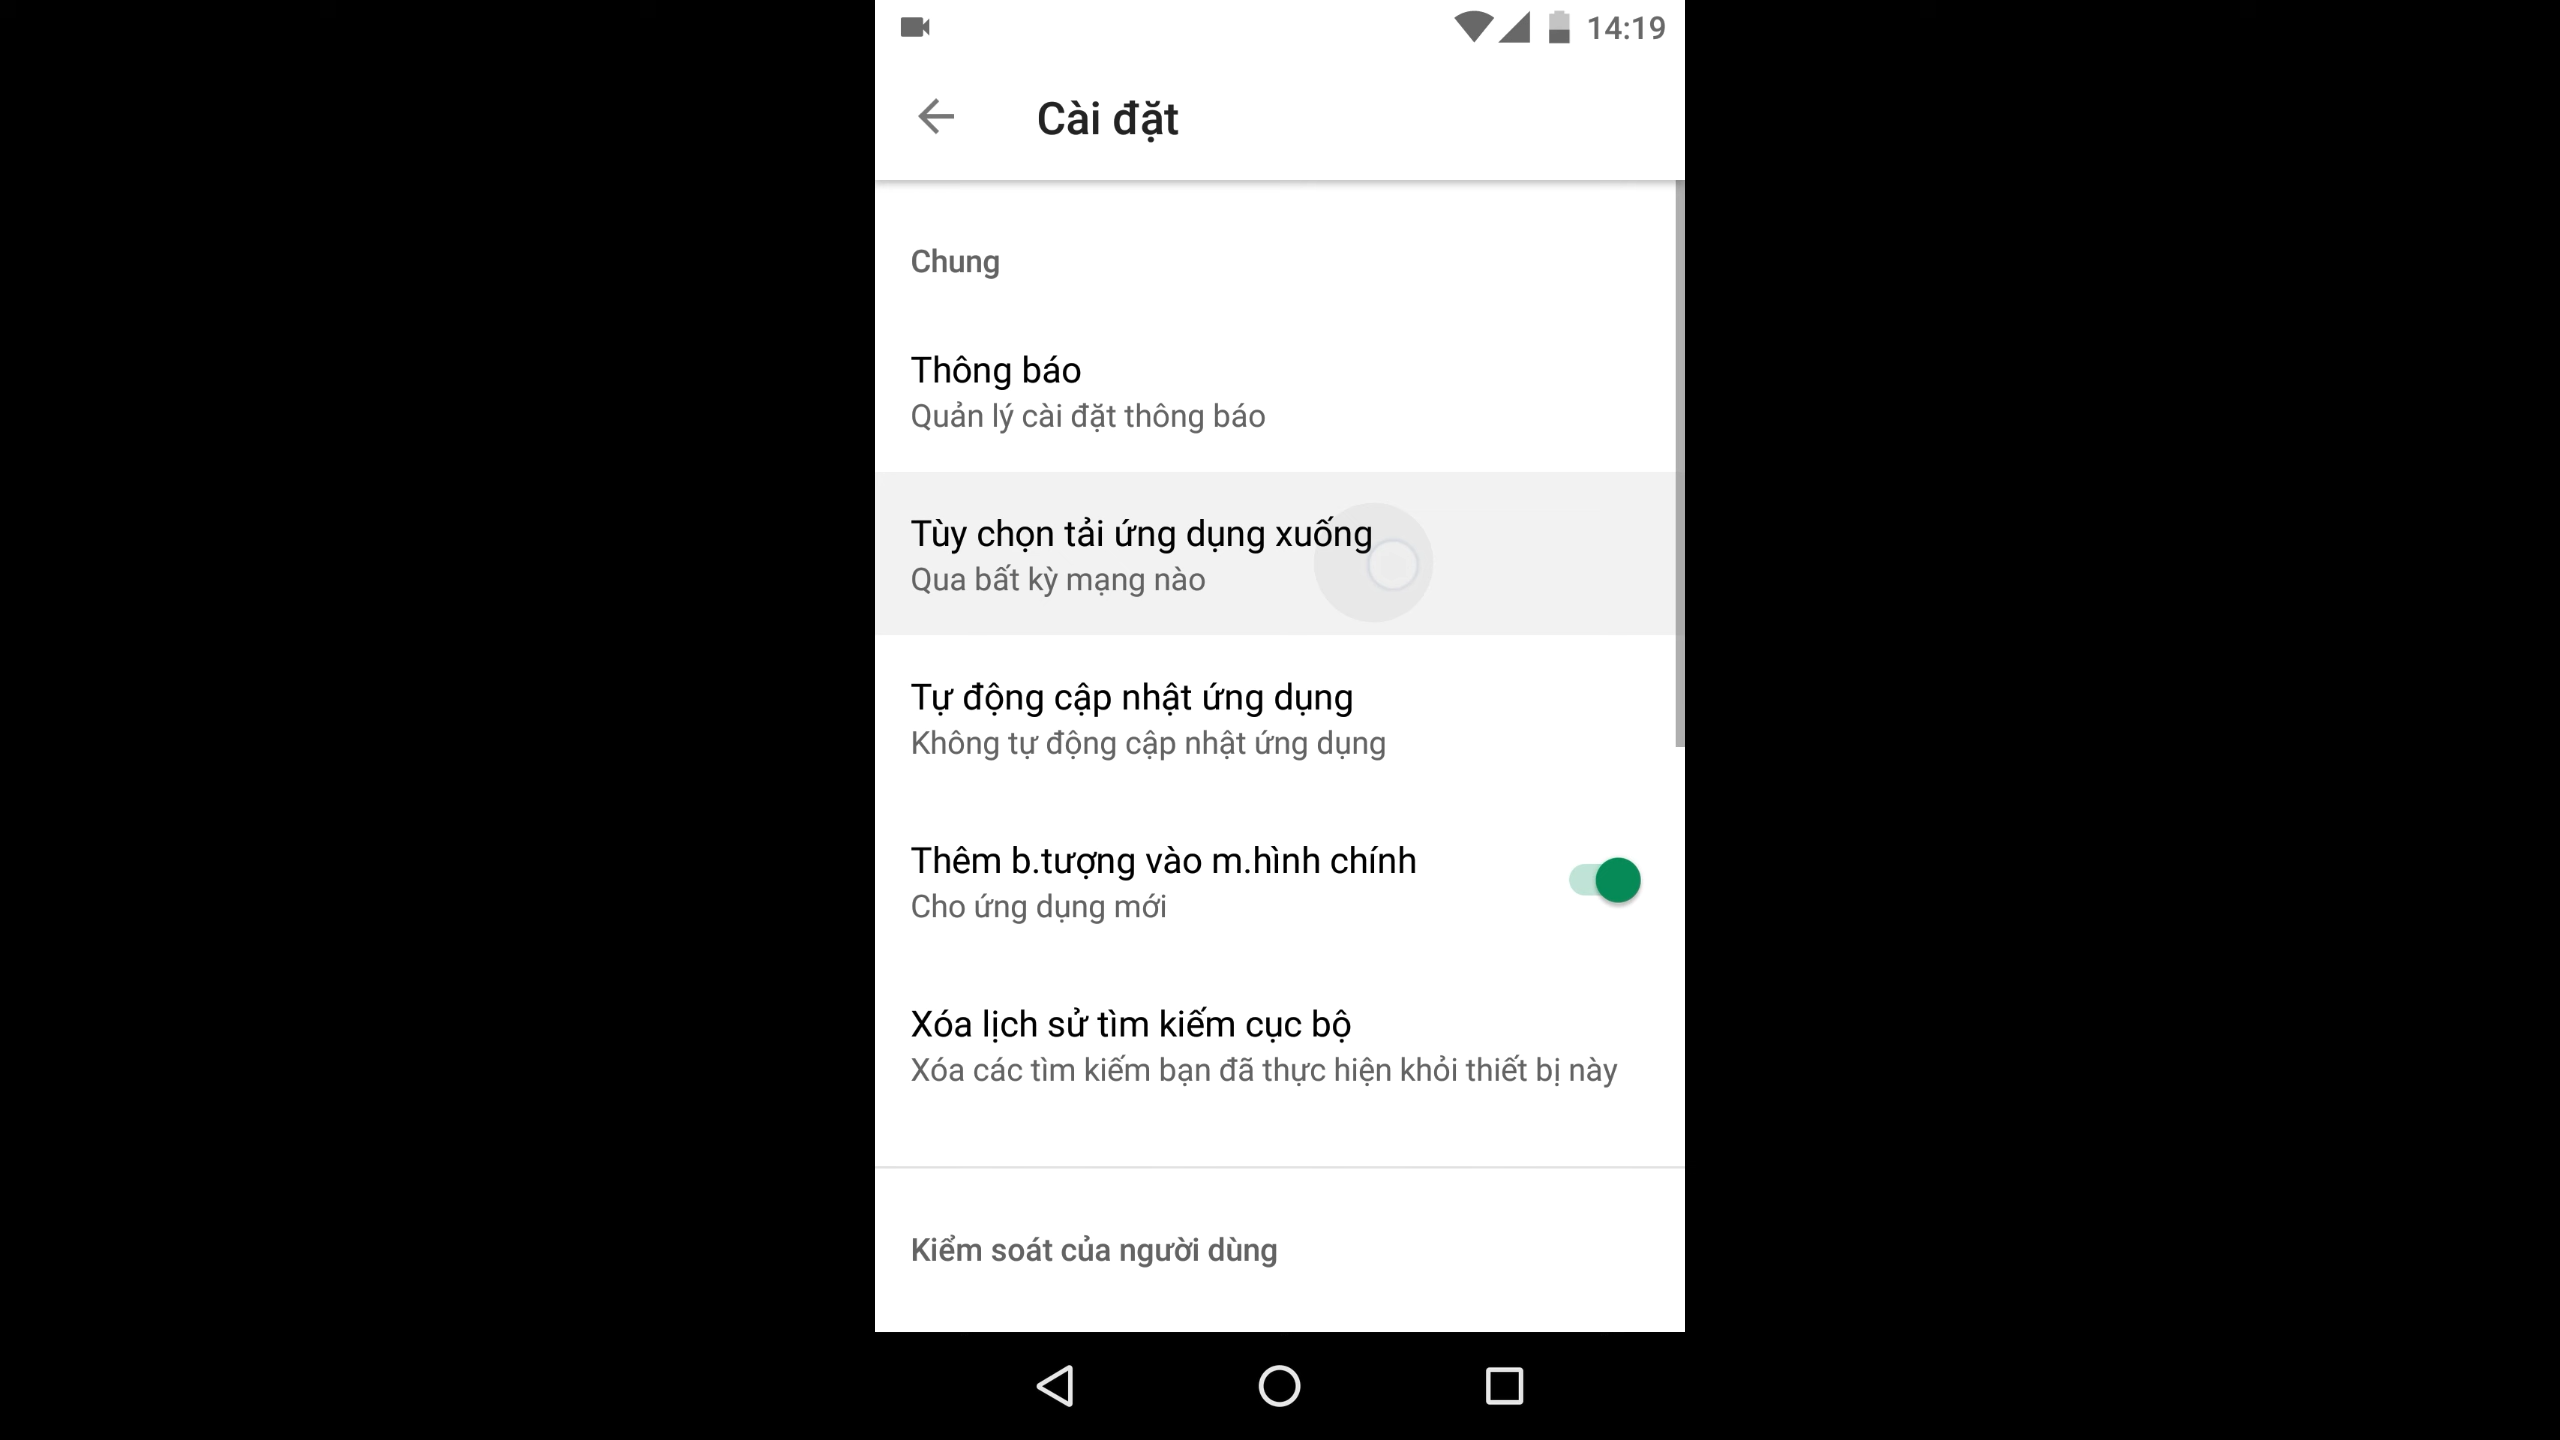 14:19
Cài đặt
Chung
Thông báo
Quản lý cài đặt thông báo
Tùy chọn tải ứng dụng xuống
Qua bất kỳ mạng nào
Tự động cập nhật ứng dụng
Không tự động cập nhật ứng dụng
Thêm b.tượng vào m.hình chính
Cho ứng dụng mới
Xóa lịch sử tìm kiếm cục bộ
Xóa các tìm kiếm bạn đã thực hiện khỏi thiết bị này
Kiểm soát của người dùng